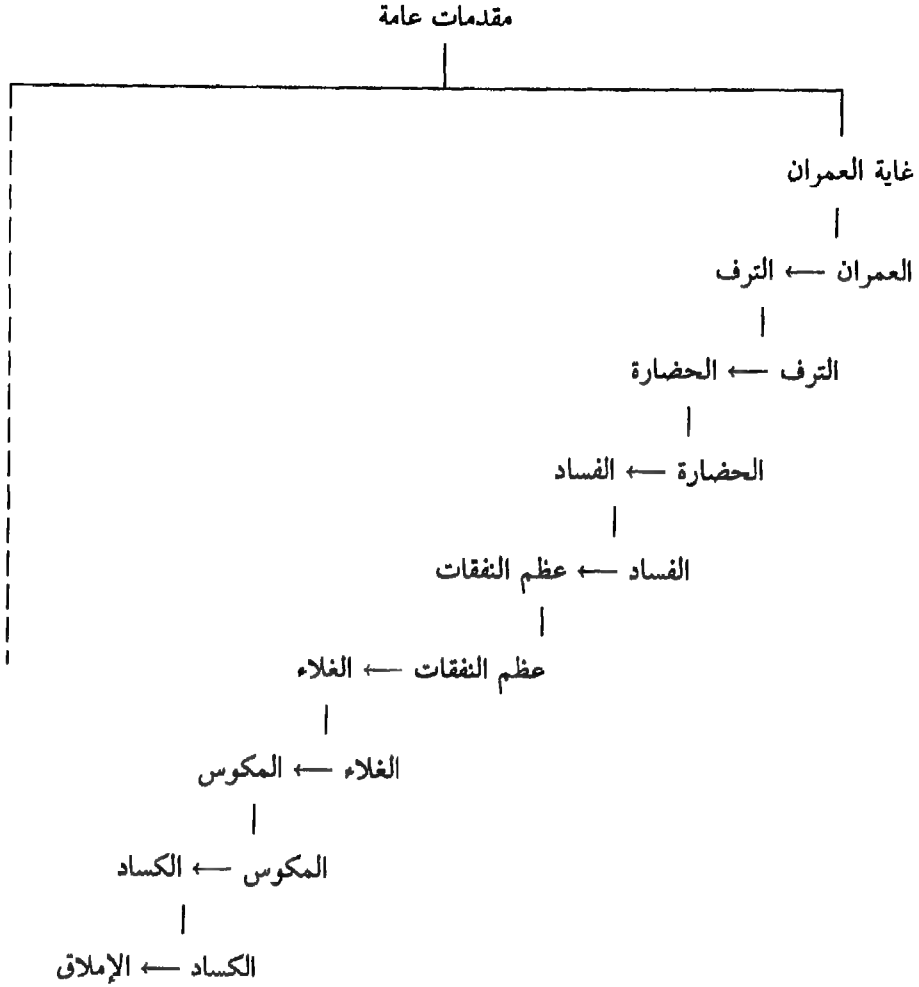 مقدمات عامة
غاية العمران
العمران ← الترف
الترف ← الحضارة
الحضارة ← الفساد
الفساد ← عظم النفقات
عظم النفقات ← الغلاء
الغلاء ← المكوس
المكوس ← الكساد
الكساد ← الإملاق